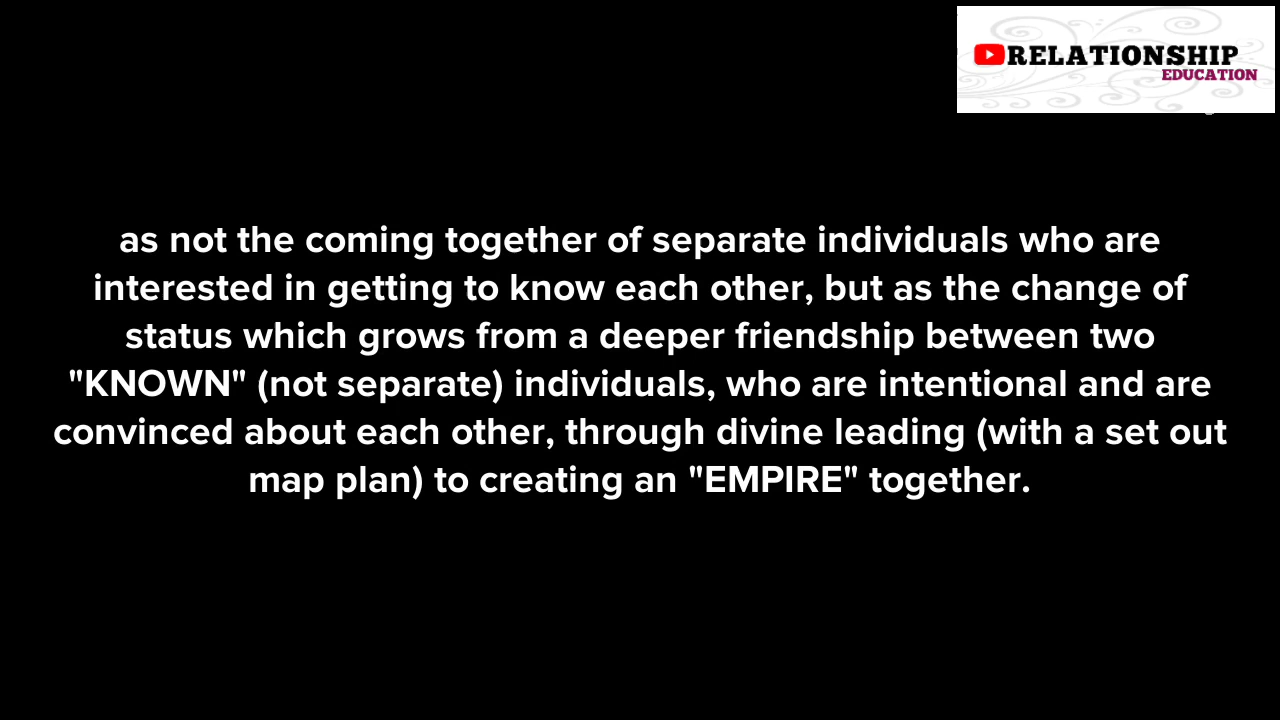 RELATIONSHIP
EDUCATION
as not the coming together of separate individuals who are
interested in getting to know each other, but as the change of
status which grows from a deeper friendship between two
"KNOWN" (not separate) individuals, who are intentional and are
convinced about each other, through divine leading (with a set out
map plan) to creating an "EMPIRE" together.